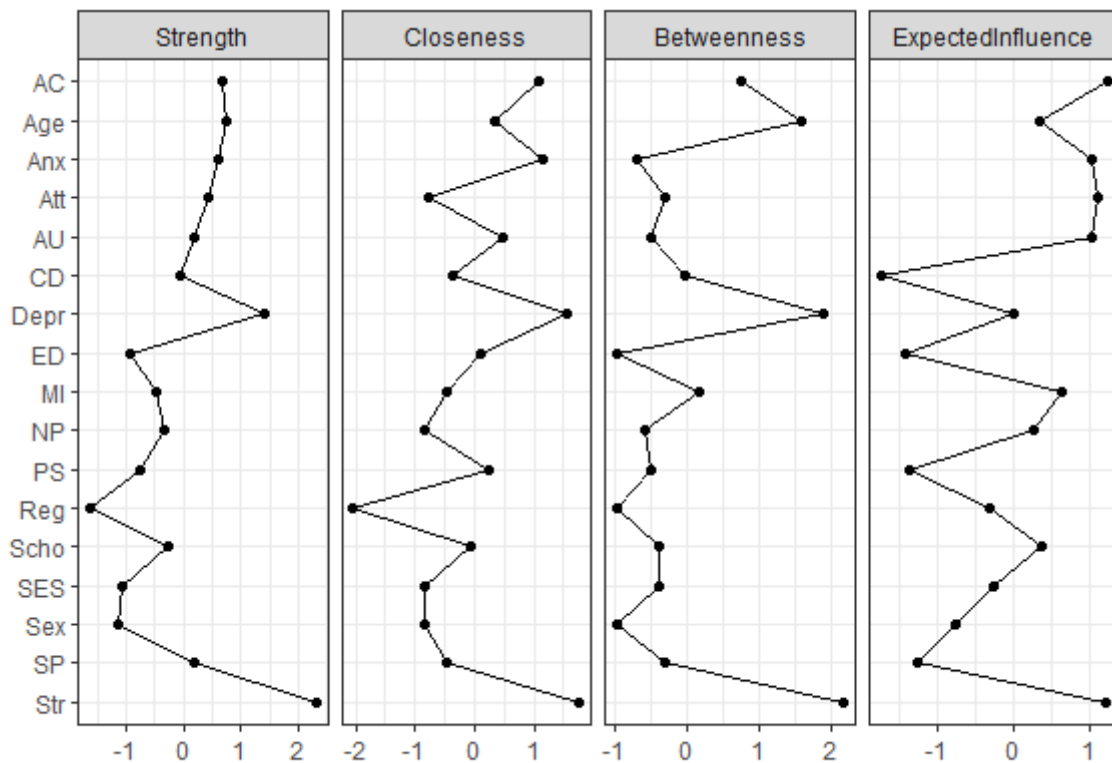 Strength Closeness Betweenness ExpectedInfluence
AC
Age
Anx
Att
AU
CD
Depr
ED
MI
NP
PS
Reg
Scho
SES
Sex
SP
Str
-1 0 1 2 -2 -1 0 1 -1 0 1 2 -1 0 1